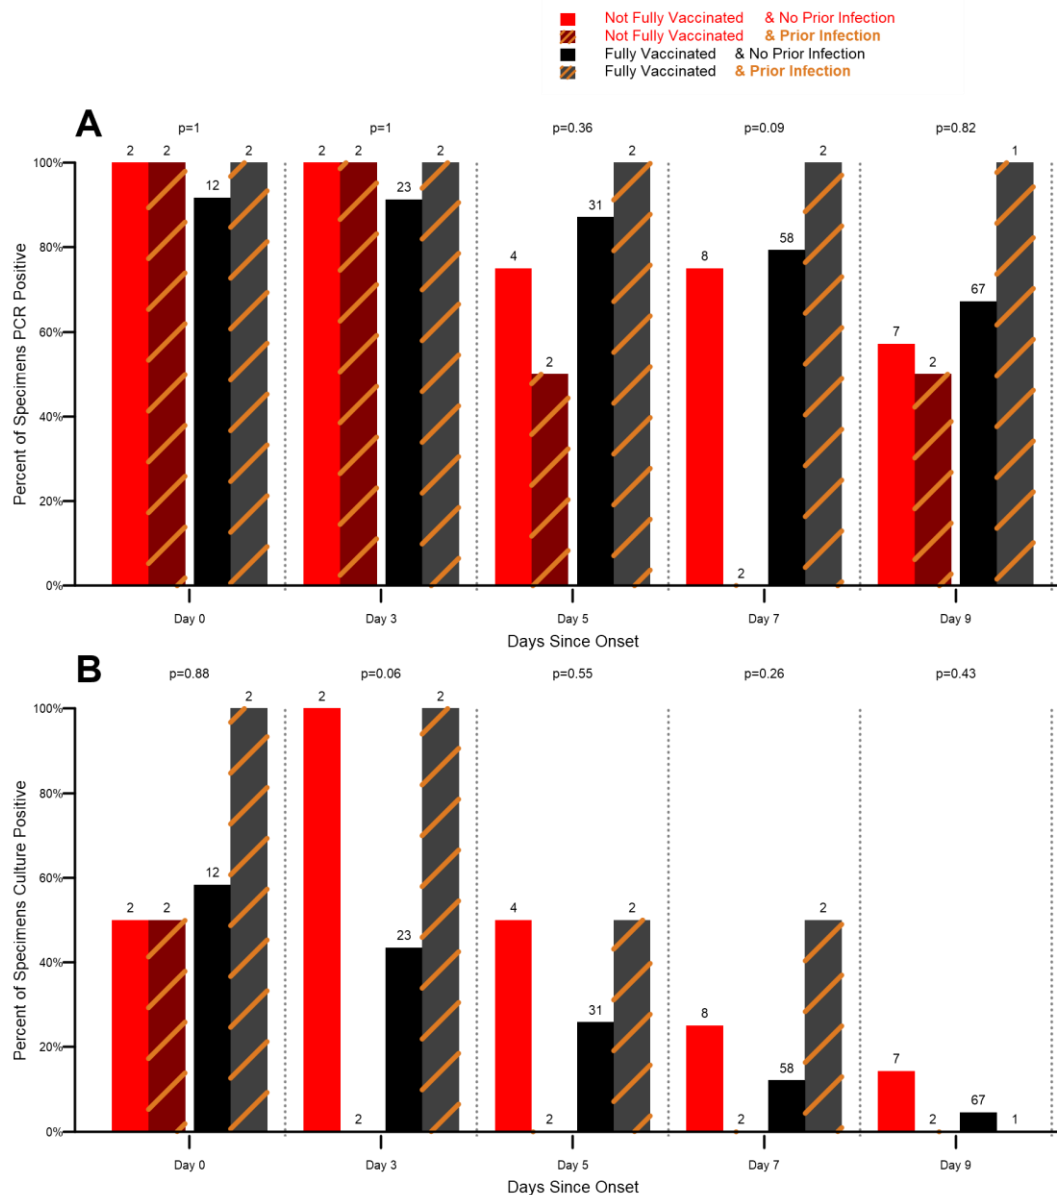 Not Fully Vaccinated & No Prior Infection
Not Fully Vaccinated & Prior Infection
Fully Vaccinated & No Prior Infection
Fully Vaccinated & Prior Infection
A
p=1 p=1 p=0.36 p=0.09 p=0.82
2 2 2 2 2 2 2 2 1
100%
12 23 31
80%
58
4 8
67
60%
7
2 2
40%
20%
2
0%
Percent of Specimens PCR Positive
Day 0 Day 3 Day 5 Day 7 Day 9
Days Since Onset
B
p=0.88 p=0.06 p=0.55 p=0.26 p=0.43
2 2 2
100%
80%
60%
12
2 2 4 2 2
23
40%
31
20%
8
58
7
67
2 2 2 2 1
0%
Percent of Specimens Culture Positive
Day 0 Day 3 Day 5 Day 7 Day 9
Days Since Onset